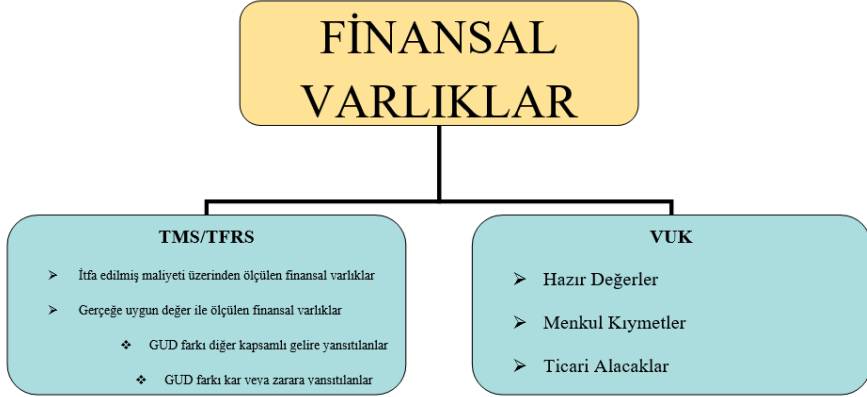 FİNANSAL
VARLIKLAR
TMS/TFRS
➢ İtfa edilmiş maliyeti üzerinden ölçülen finansal varlıklar
➢ Gerçeğe uygun değer ile ölçülen finansal varlıklar
❖ GUD farkı diğer kapsamlı gelire yansıtılanlar
❖ GUD farkı kar veya zarara yansıtılanlar
VUK
➢ Hazır Değerler
➢ Menkul Kıymetler
➢ Ticari Alacaklar